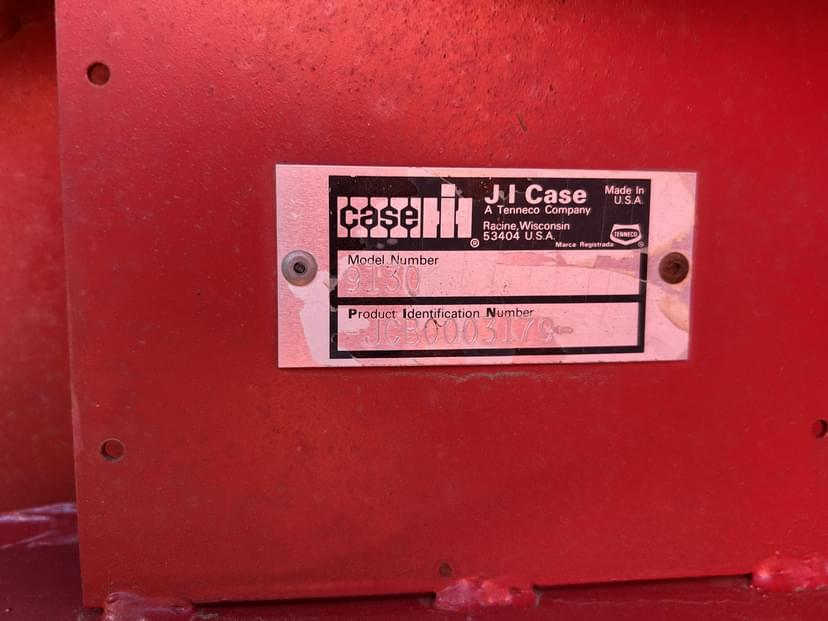 case IH
®
J I Case
A Tenneco Company
Racine, Wisconsin
53404 U.S.A.
Made In
U.S.A.
TENNECO
®
Marca Registrada
Model Number
9130
Product Identification Number
-JCB0003179-